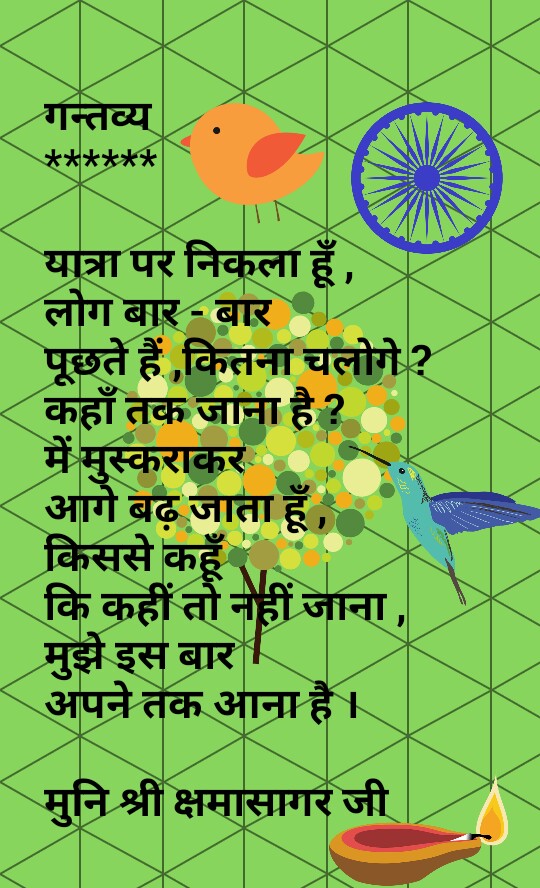 गन्तव्य
******
यात्रा पर निकला हूँ ,
लोग बार - बार
पूछते हैं ,कितना चलोगे ?
कहाँ तक जाना है ?
में मुस्कराकर
आगे बढ़ जाता हूँ ,
किससे कहूँ
कि कहीं तो नहीं जाना ,
मुझे इस बार
अपने तक आना है ।
मुनि श्री क्षमासागर जी